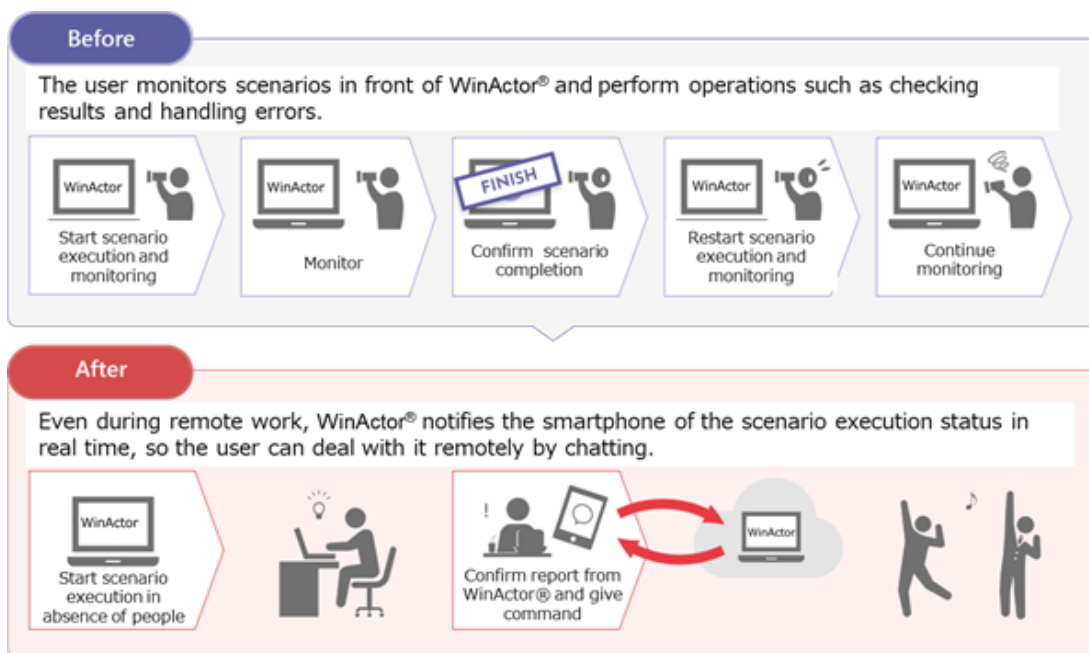 Before
The user monitors scenarios in front of WinActor® and perform operations such as checking
results and handling errors.
WinActor
Start scenario
execution and
monitoring
WinActor
Monitor
FINISH
Confirm scenario
completion
WinActor
Restart scenario
execution and
monitoring
WinActor
Continue
monitoring
After
Even during remote work, WinActor® notifies the smartphone of the scenario execution status in
real time, so the user can deal with it remotely by chatting.
WinActor
Start scenario
execution in
absence of people
!
Confirm report from
WinActor® and give
command
WinActor